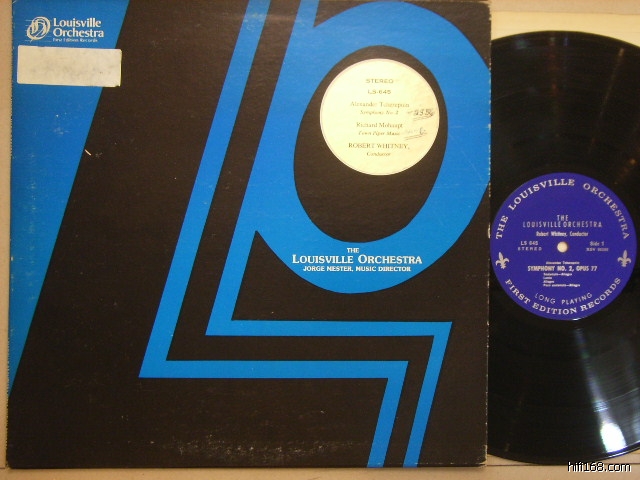 Louisville
Orchestra
First Edition Records
STEREO
LS-645
Alexander Tcherepnin
Symphony No. 2
Richard Mohaupt
Town Piper Music
ROBERT WHITNEY,
Conductor
THE
LOUISVILLE ORCHESTRA
JORGE MESTER, MUSIC DIRECTOR
THE LOUISVILLE ORCHESTRA
THE
LOUISVILLE ORCHESTRA
Robert Whitney, Conductor
LS 645
STEREO
Side 1
Alexander Tcherepnin
SYMPHONY NO. 2, OPUS 77
LONG PLAYING
FIRST EDITION RECORDS
hifi168.com